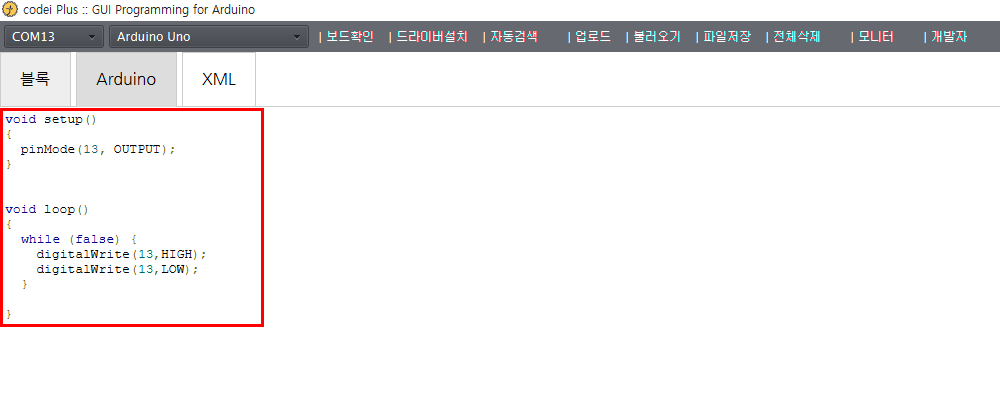 codei Plus :: GUI Programming for Arduino
COM13 Arduino Uno | 보드확인 | 드라이버설치 | 자동검색 | 업로드 | 불러오기 | 파일저장 | 전체삭제 | 모니터 | 개발자
블록 Arduino XML
void setup()
{
  pinMode(13, OUTPUT);
}
void loop()
{
  while (false) {
    digitalWrite(13,HIGH);
    digitalWrite(13,LOW);
  }
}